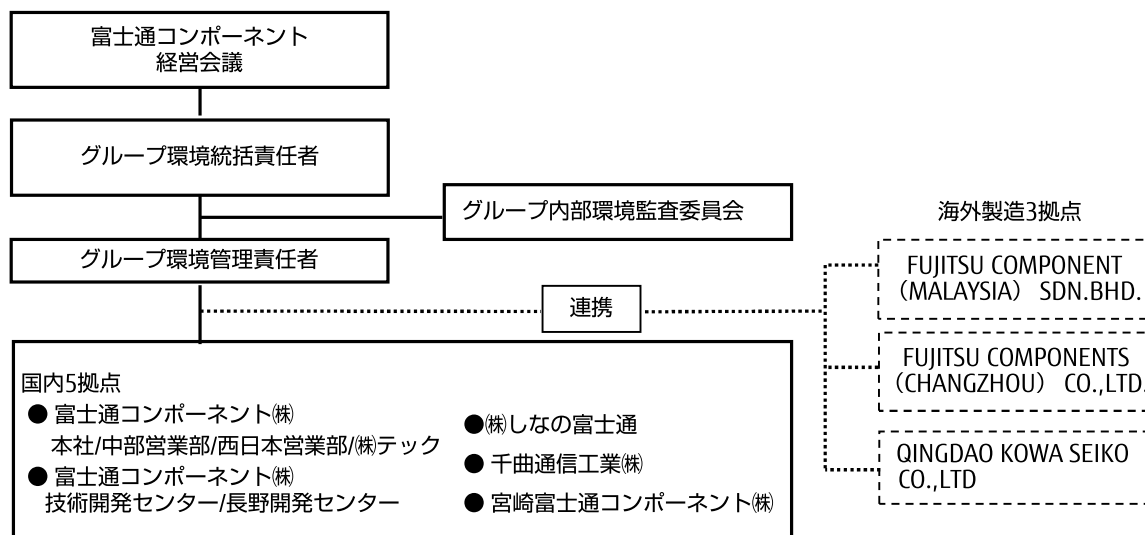 富士通コンポーネント
経営会議
グループ環境統括責任者
グループ内部環境監査委員会
グループ環境管理責任者
連携
海外製造3拠点
FUJITSU COMPONENT
（MALAYSIA） SDN.BHD.
FUJITSU COMPONENTS
（CHANGZHOU） CO.,LTD.
QINGDAO KOWA SEIKO
CO.,LTD
国内5拠点
● 富士通コンポーネント㈱
本社/中部営業部/西日本営業部/㈱テック
● 富士通コンポーネント㈱
技術開発センター/長野開発センター
●㈱しなの富士通
● 千曲通信工業㈱
● 宮崎富士通コンポーネント㈱